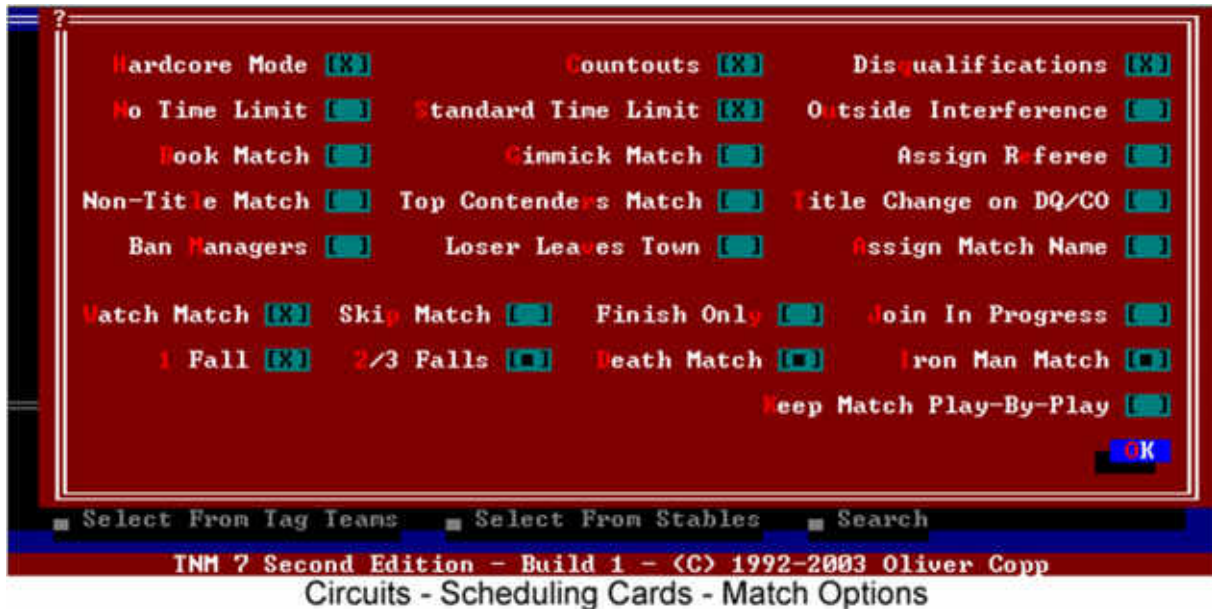 ?
Hardcore Mode [X] Countouts [X] Disqualifications [X]
No Time Limit [ ] Standard Time Limit [X] Outside Interference [ ]
Book Match [ ] Gimmick Match [ ] Assign Referee [ ]
Non-Title Match [ ] Top Contenders Match [ ] Title Change on DQ/CO [ ]
Ban Managers [ ] Loser Leaves Town [ ] Assign Match Name [ ]
Watch Match [X] Skip Match [ ] Finish Only [ ] Join In Progress [ ]
1 Fall [X] 2/3 Falls [■] Death Match [■] Iron Man Match [■]
Keep Match Play-By-Play [ ]
OK
Select From Tag Teams Select From Stables Search
TNM 7 Second Edition - Build 1 - (C) 1992-2003 Oliver Copp
Circuits - Scheduling Cards - Match Options